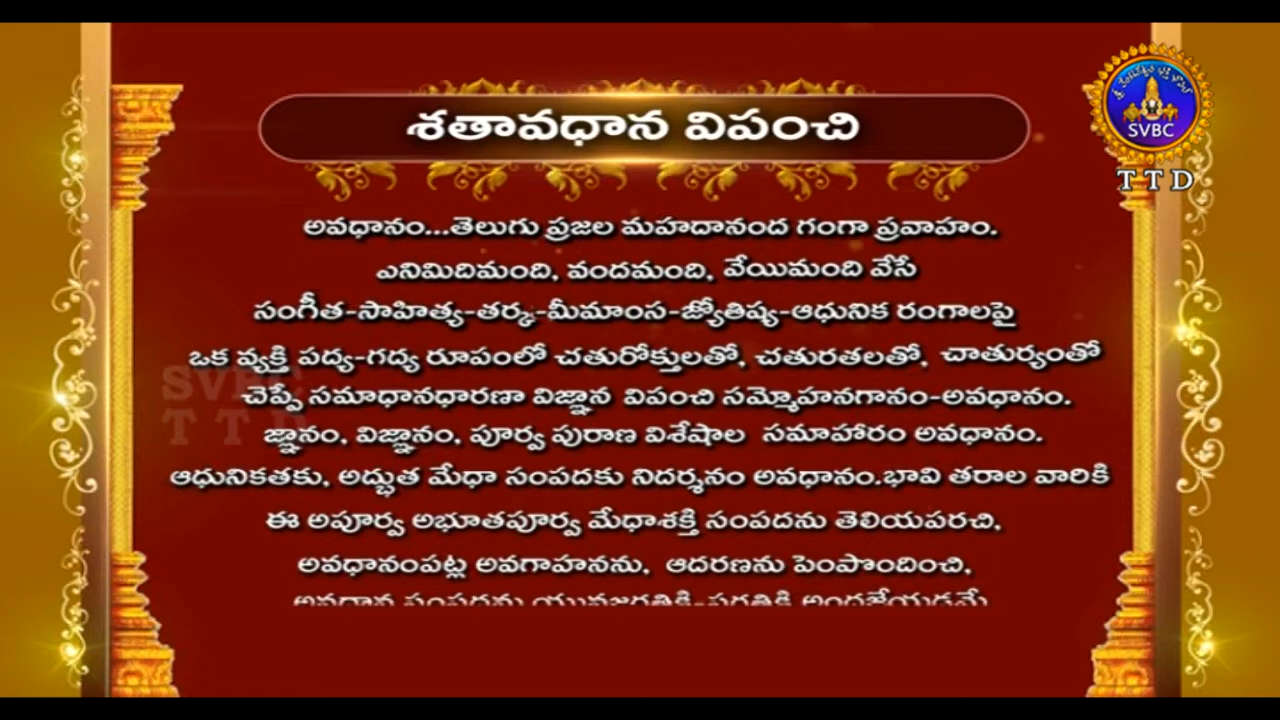 శతావధాన విపంచి
SVBC
T T D
అవధానం...తెలుగు ప్రజల మహదానంద గంగా ప్రవాహం.
ఎనిమిదిమంది, వందమంది, వేయిమంది వేసే
సంగీత-సాహిత్య-తర్క-మీమాంస-జ్యోతిష్య-ఆధునిక రంగాలపై
ఒక వ్యక్తి పద్య-గద్య రూపంలో చతురోక్తులతో, చతురతలతో, చాతుర్యంతో
చెప్పే సమాధానధారణా విజ్ఞాన విపంచి సమ్మోహనగానం-అవధానం.
జ్ఞానం, విజ్ఞానం, పూర్వ పురాణ విశేషాల సమాహారం అవధానం.
ఆధునికతకు, అద్భుత మేధా సంపదకు నిదర్శనం అవధానం.భావి తరాల వారికి
ఈ అపూర్వ అభూతపూర్వ మేధాశక్తి సంపదను తెలియపరచి,
అవధానంపట్ల అవగాహనను, ఆదరణను పెంపొందించి,
SVBC
T T D